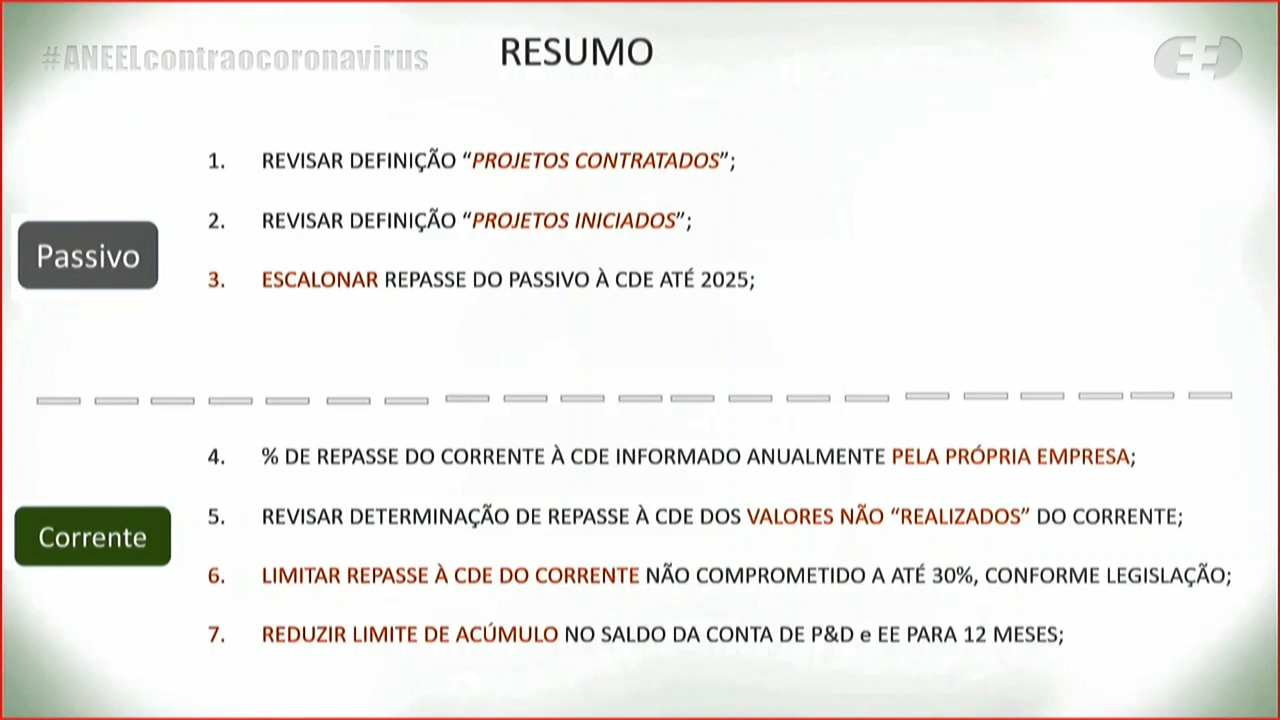 #ANEELcontraocoronavirus
RESUMO
1. REVISAR DEFINIÇÃO “PROJETOS CONTRATADOS”;
2. REVISAR DEFINIÇÃO “PROJETOS INICIADOS”;
Passivo
3. ESCALONAR REPASSE DO PASSIVO À CDE ATÉ 2025;
4. % DE REPASSE DO CORRENTE À CDE INFORMADO ANUALMENTE PELA PRÓPRIA EMPRESA;
5. REVISAR DETERMINAÇÃO DE REPASSE À CDE DOS VALORES NÃO “REALIZADOS” DO CORRENTE;
Corrente
6. LIMITAR REPASSE À CDE DO CORRENTE NÃO COMPROMETIDO A ATÉ 30%, CONFORME LEGISLAÇÃO;
7. REDUZIR LIMITE DE ACÚMULO NO SALDO DA CONTA DE P&D e EE PARA 12 MESES;